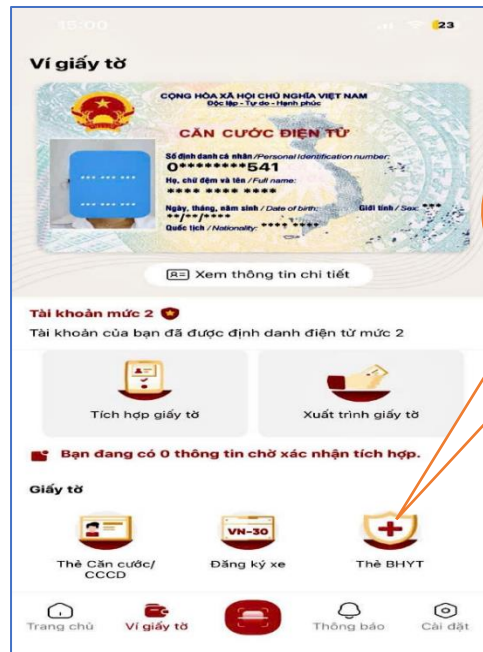 15:00
23
Ví giấy tờ
CỘNG HÒA XÃ HỘI CHỦ NGHĨA VIỆT NAM
Độc lập - Tự do - Hạnh phúc
CĂN CƯỚC ĐIỆN TỬ
Số định danh cá nhân / Personal identification number:
0********541
Họ, chữ đệm và tên / Full name:
**** **** **** ****
Ngày, tháng, năm sinh / Date of birth: Giới tính / Sex: ***
**/**/****
Quốc tịch / Nationality: **** ****
Xem thông tin chi tiết
Tài khoản mức 2
Tài khoản của bạn đã được định danh điện tử mức 2
Tích hợp giấy tờ
Xuất trình giấy tờ
Bạn đang có 0 thông tin chờ xác nhận tích hợp.
Giấy tờ
VN-30
Thẻ Căn cước/
CCCD
Đăng ký xe
Thẻ BHYT
Trang chủ
Ví giấy tờ
Thông báo
Cài đặt